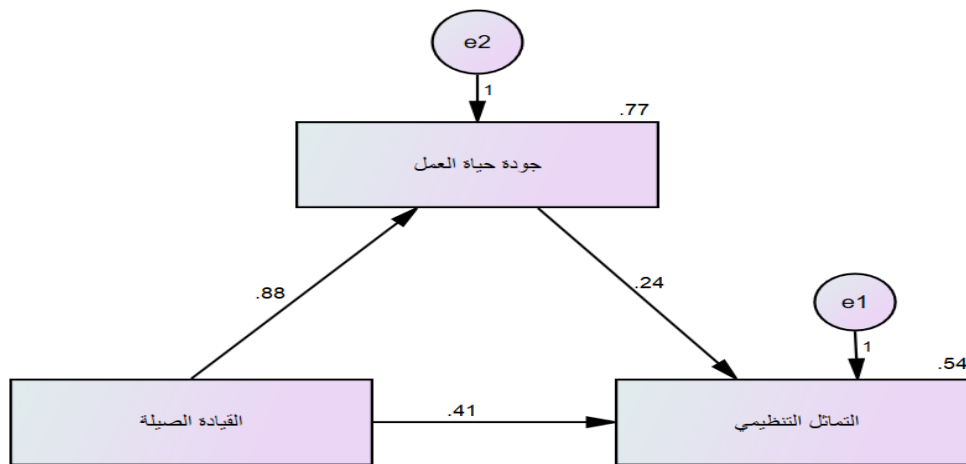 e2
1
.77
جودة حياة العمل
.88
.24
e1
1
.54
القيادة الصيلة
.41
التماثل التنظيمي